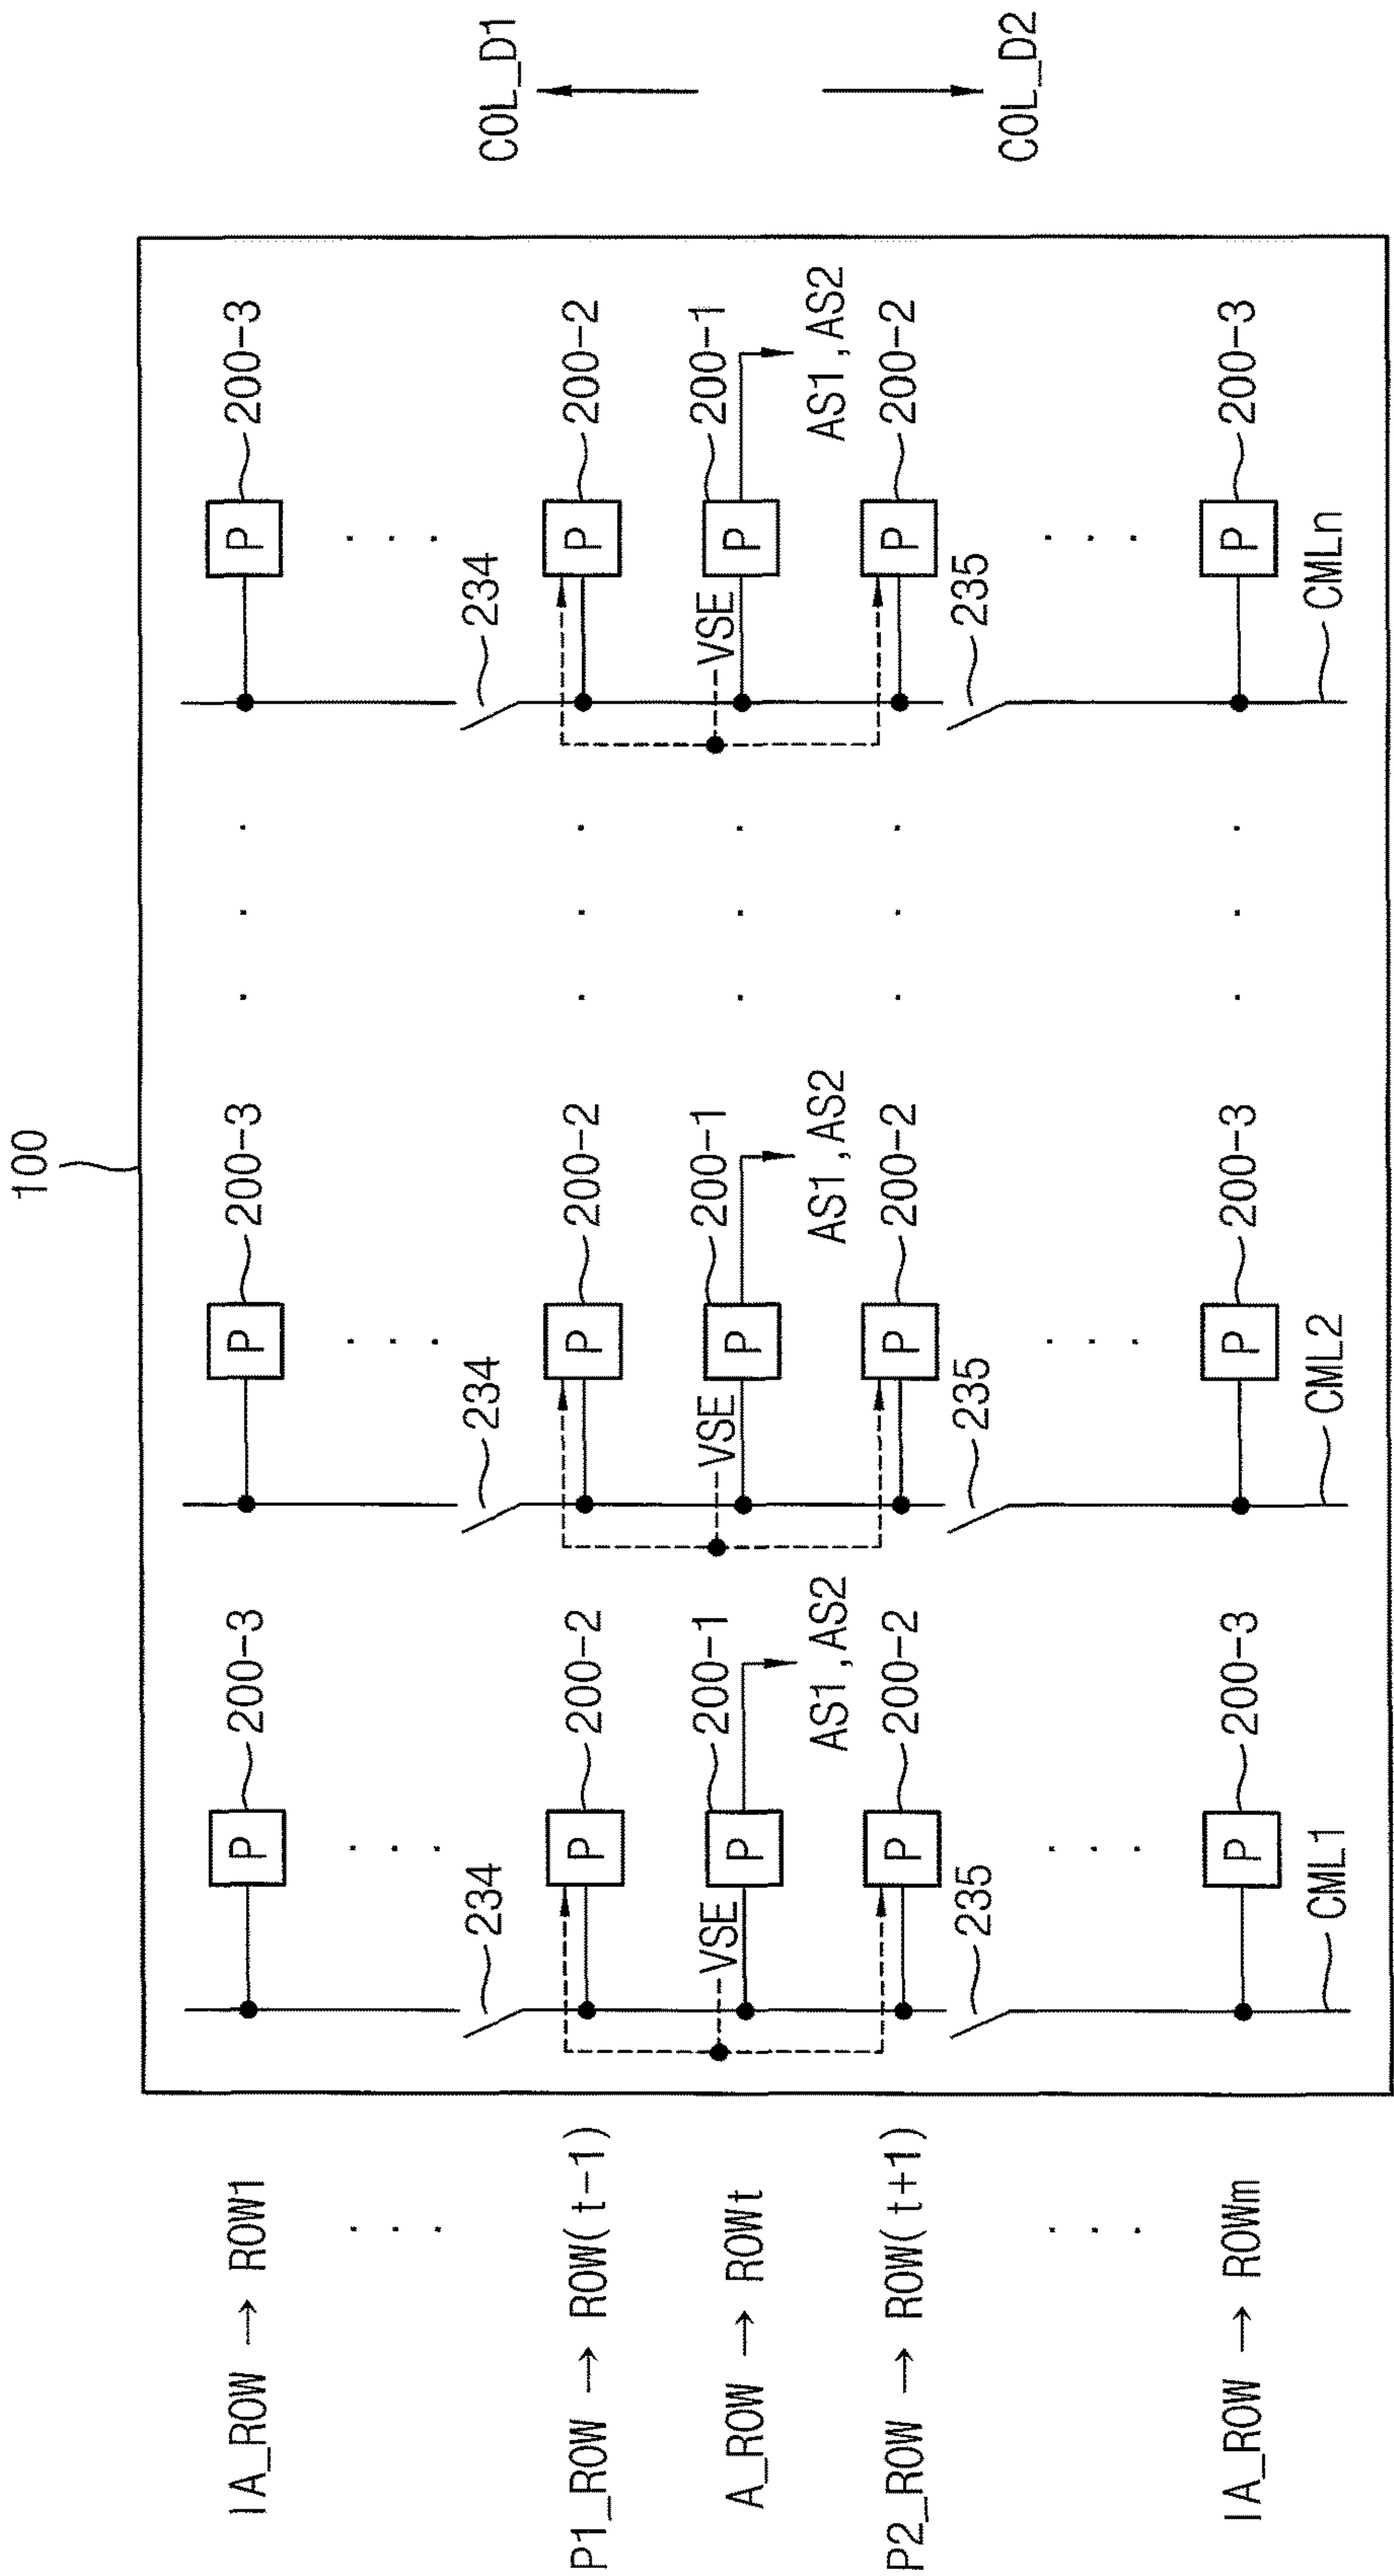 100
IA_ROW → ROW1
200-3
200-3
200-3
COL_D1
234
234
234
P1_ROW → ROW(t-1)
P
200-2
P
200-2
P
200-2
A_ROW → ROWt
VSE
P
200-1
VSE
P
200-1
VSE
P
200-1
AS1,AS2
AS1,AS2
AS1,AS2
P2_ROW → ROW(t+1)
P
200-2
P
200-2
P
200-2
COL_D2
235
235
235
IA_ROW → ROWm
P
200-3
P
200-3
P
200-3
CML1
CML2
CMLn
P
P
P